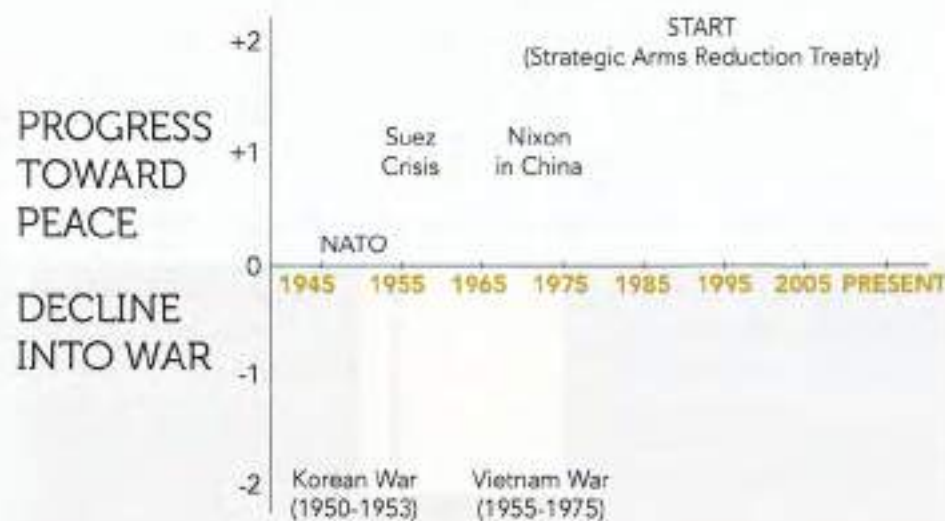 START
(Strategic Arms Reduction Treaty)
+2
PROGRESS
TOWARD
PEACE
+1
Suez
Crisis
Nixon
in China
NATO
0
1945 1955 1965 1975 1985 1995 2005 PRESENT
DECLINE
INTO WAR
-1
-2
Korean War
(1950-1953)
Vietnam War
(1955-1975)